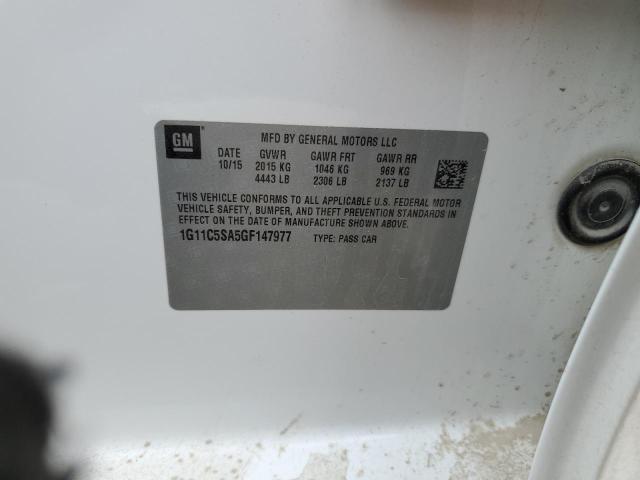 GM
MFD BY GENERAL MOTORS LLC
DATE GVWR GAWR FRT GAWR RR
10/15 2015 KG 1046 KG 969 KG
4443 LB 2306 LB 2137 LB
THIS VEHICLE CONFORMS TO ALL APPLICABLE U.S. FEDERAL MOTOR
VEHICLE SAFETY, BUMPER, AND THEFT PREVENTION STANDARDS IN
EFFECT ON THE DATE OF MANUFACTURE SHOWN ABOVE.
1G11C5SA5GF147977 TYPE: PASS CAR